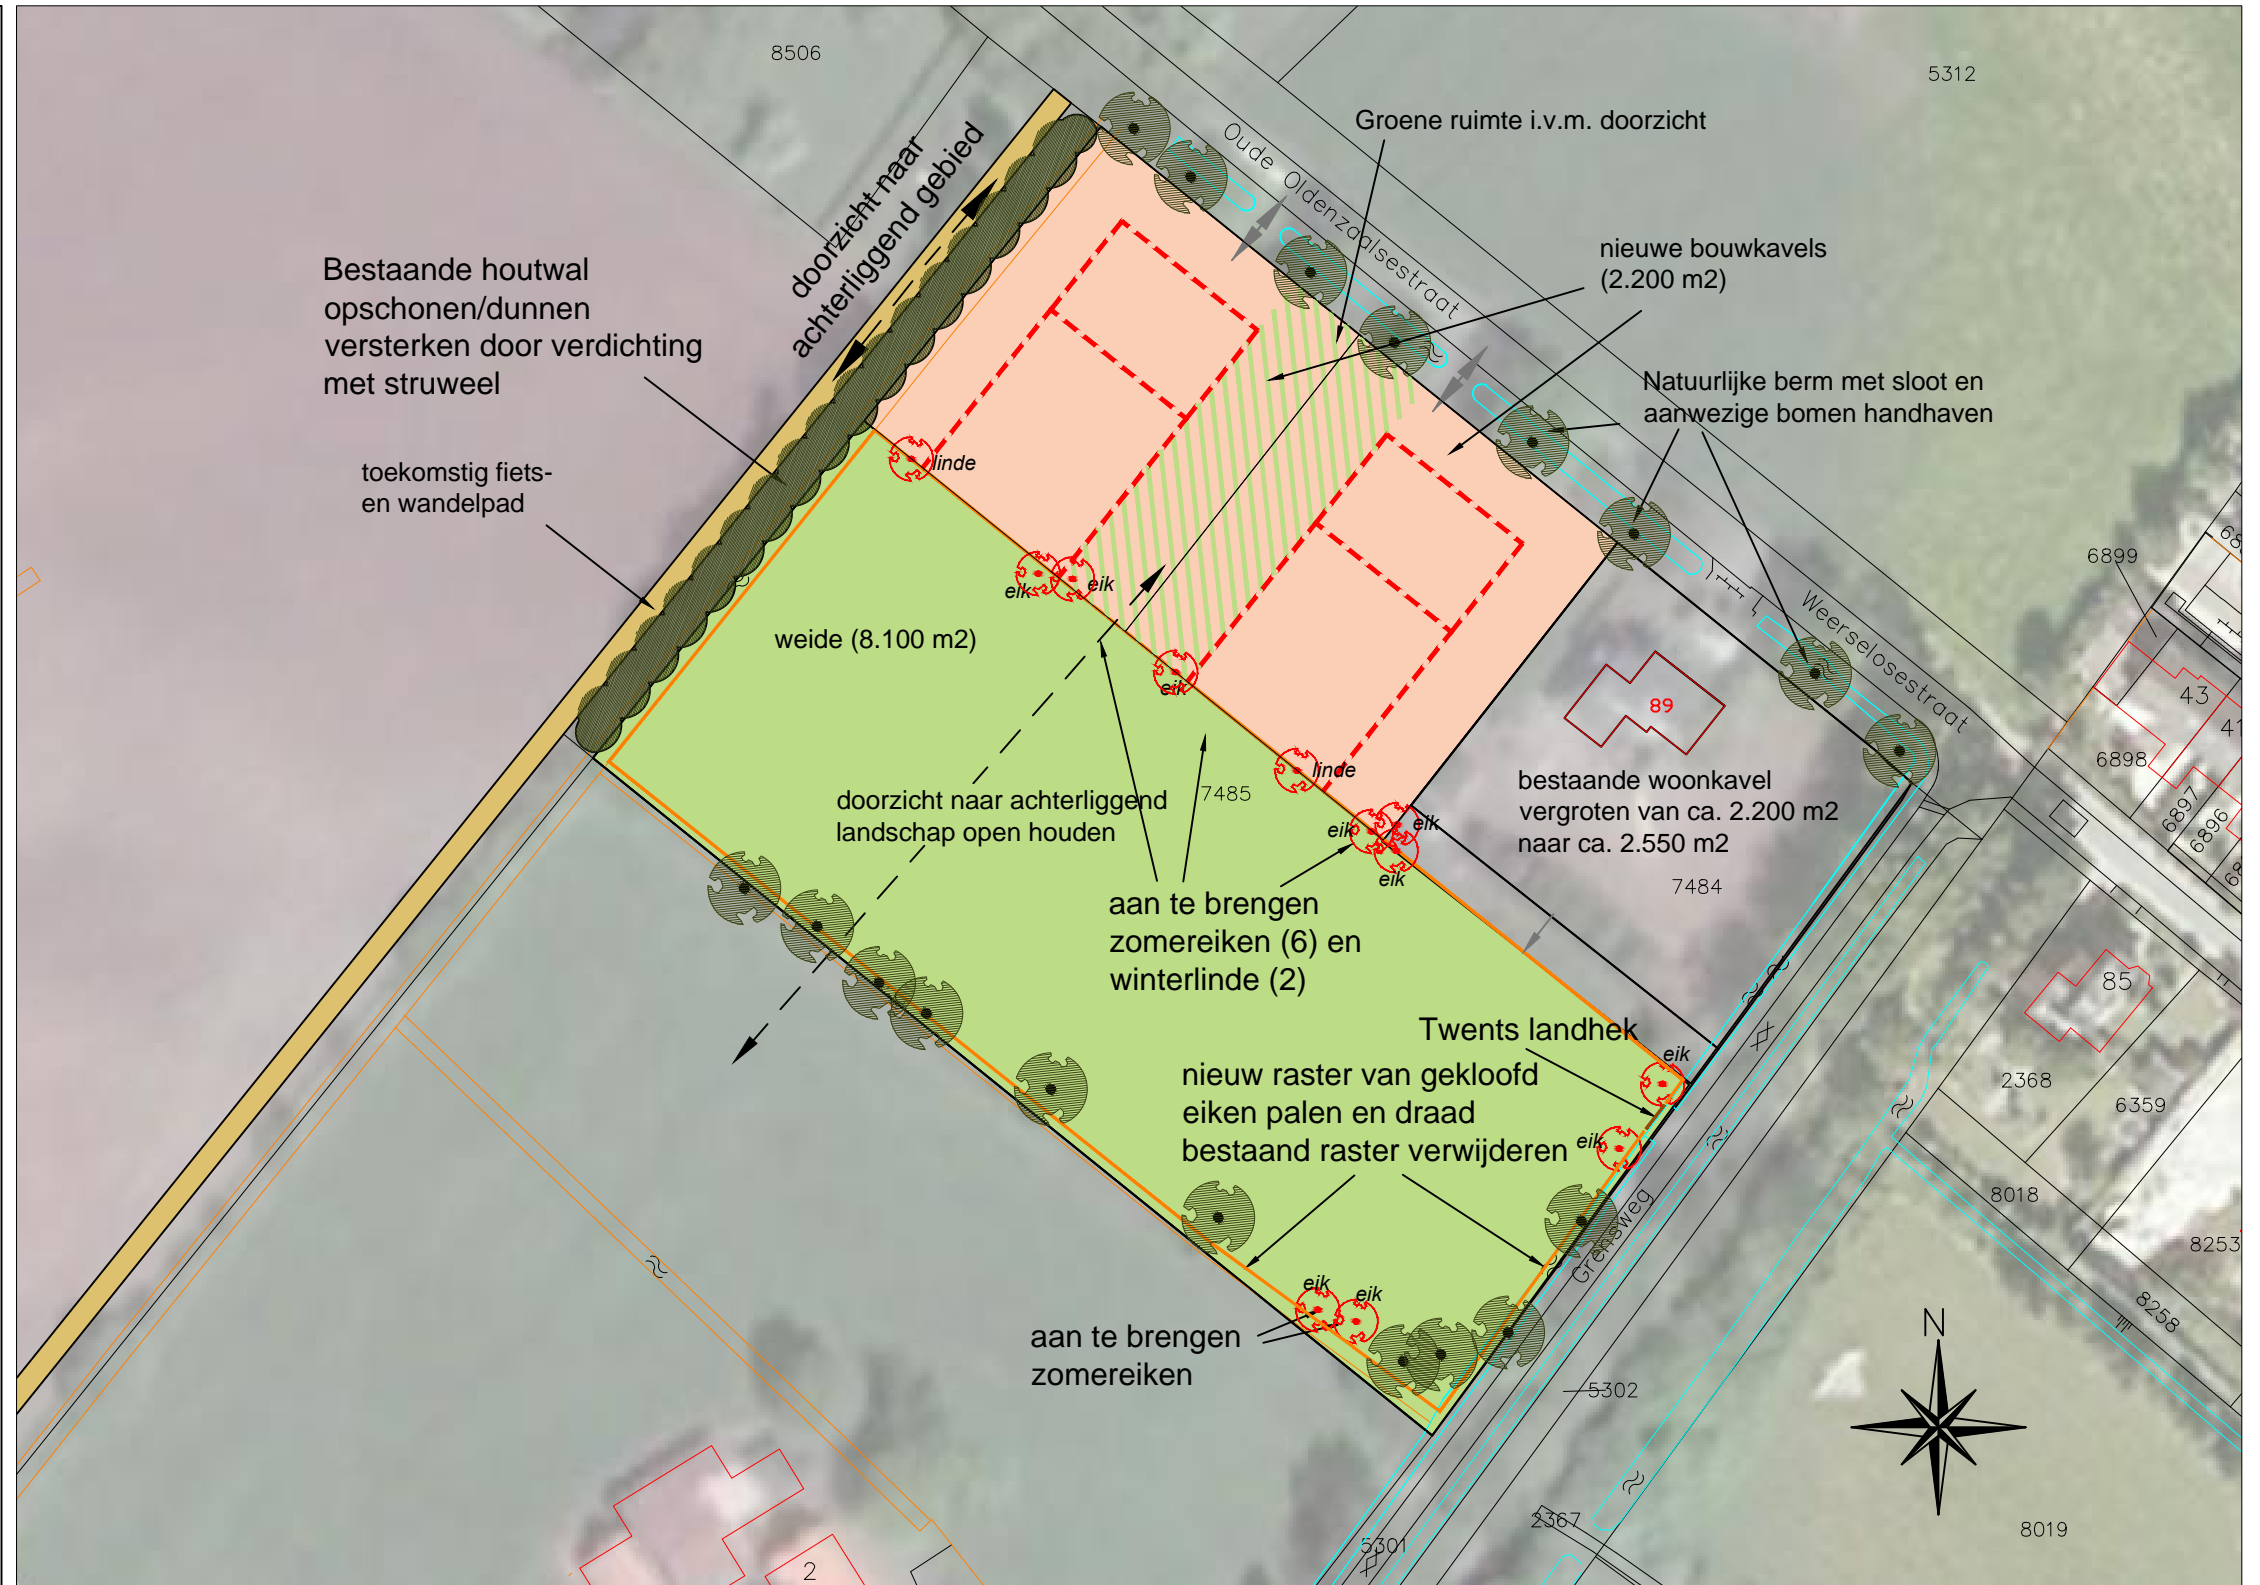 8506
5312
Groene ruimte i.v.m. doorzicht
Oude Oldenzaalsestraat
doorzicht naar
achterliggend gebied
nieuwe bouwkavels
(2.200 m2)
Bestaande houtwal
opschonen/dunnen
versterken door verdichting
met struweel
Natuurlijke berm met sloot en
aanwezige bomen handhaven
toekomstig fiets-
en wandelpad
linde
eik
eik
weide (8.100 m2)
eik
Weerselosestraat
6899
43
41
6898
6897
6896
89
linde
7485
doorzicht naar achterliggend
landschap open houden
bestaande woonkavel
vergroten van ca. 2.200 m2
naar ca. 2.550 m2
7484
eik
eik
eik
aan te brengen
zomereiken (6) en
winterlinde (2)
85
2368
6359
Twents landhek
eik
nieuw raster van gekloofd
eiken palen en draad
bestaand raster verwijderen
eik
Grensweg
8018
8253
8258
eik
eik
aan te brengen
zomereiken
N
5302
2367
5301
8019
2